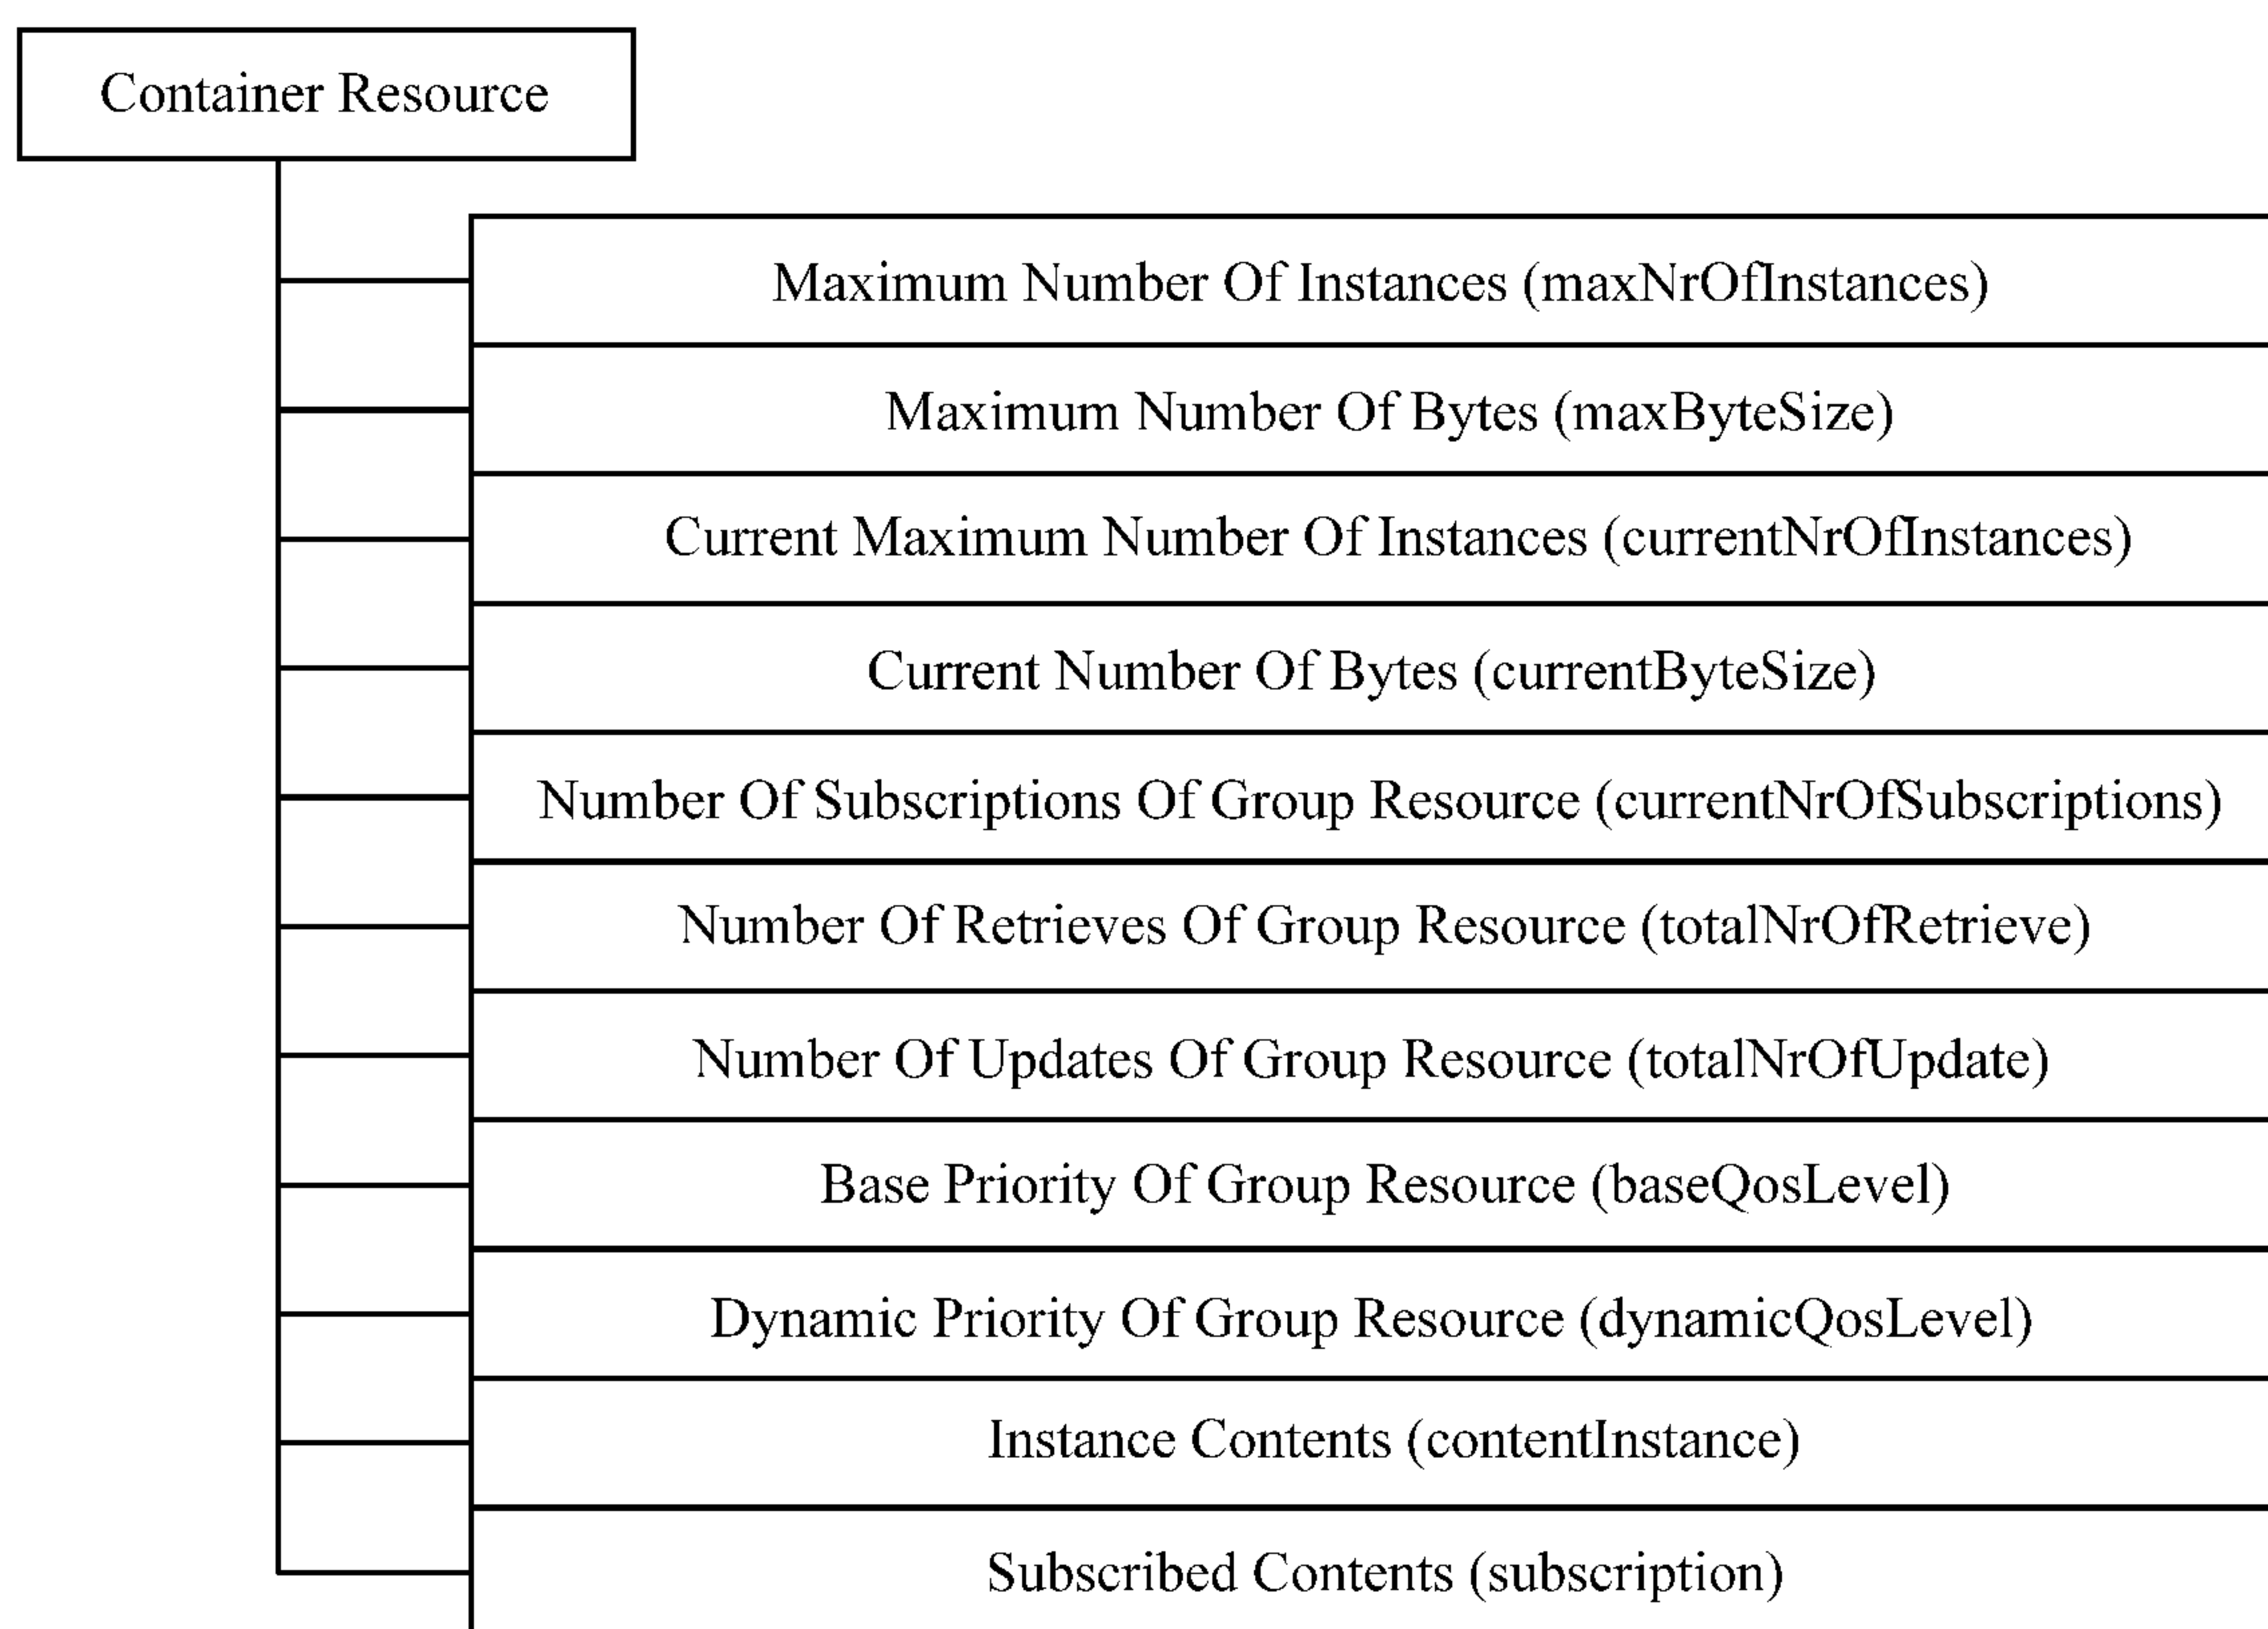 Container Resource
Maximum Number Of Instances (maxNrOfInstances)
Maximum Number Of Bytes (maxByteSize)
Current Maximum Number Of Instances (currentNrOfInstances)
Current Number Of Bytes (currentByteSize)
Number Of Subscriptions Of Group Resource (currentNrOfSubscriptions)
Number Of Retrieves Of Group Resource (totalNrOfRetrieve)
Number Of Updates Of Group Resource (totalNrOfUpdate)
Base Priority Of Group Resource (baseQosLevel)
Dynamic Priority Of Group Resource (dynamicQosLevel)
Instance Contents (contentInstance)
Subscribed Contents (subscription)